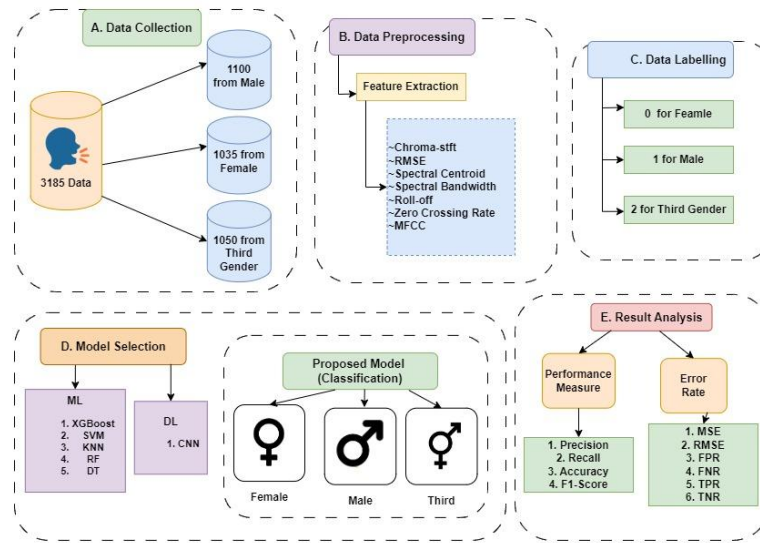 A. Data Collection
3185 Data
1100
from Male
1035 from
Female
1050 from
Third
Gender
B. Data Preprocessing
Feature Extraction
~Chroma-stft
~RMSE
~Spectral Centroid
~Spectral Bandwidth
~Roll-off
~Zero Crossing Rate
~MFCC
C. Data Labelling
0 for Feamle
1 for Male
2 for Third Gender
D. Model Selection
ML
1. XGBoost
2. SVM
3. KNN
4. RF
5. DT
DL
1. CNN
Proposed Model
(Classification)
Female
Male
Third
E. Result Analysis
Performance
Measure
1. Precision
2. Recall
3. Accuracy
4. F1-Score
Error
Rate
1. MSE
2. RMSE
3. FPR
4. FNR
5. TPR
6. TNR